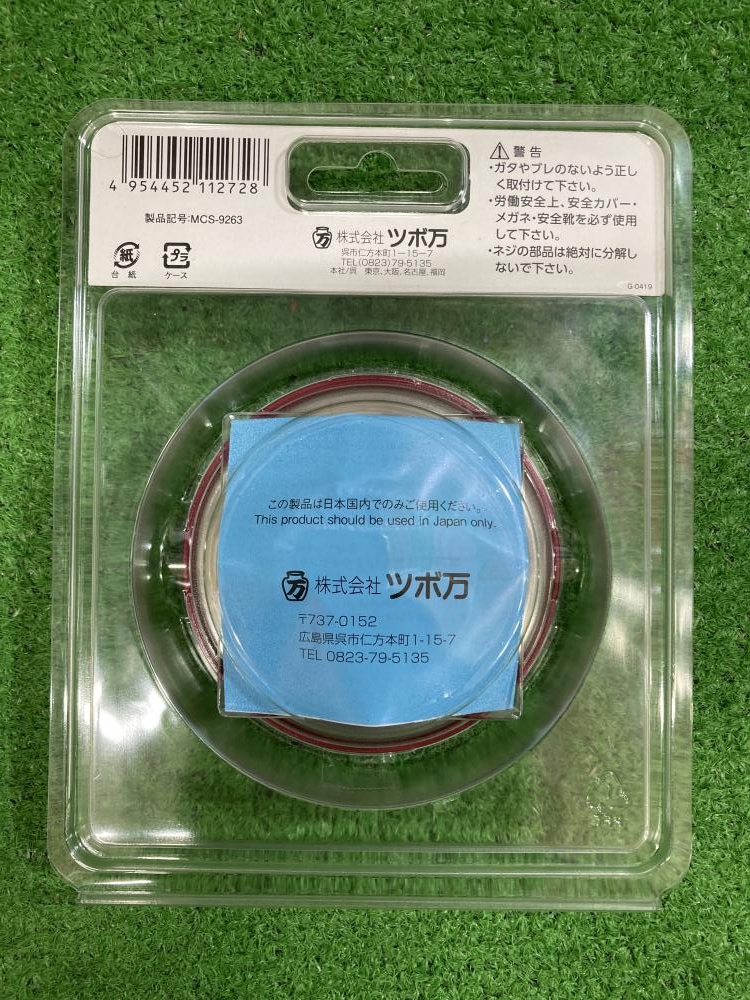 4 954452 112728
製品記号:MCS-9263
紙
台紙
プラ
ケース
万 株式会社 ツボ万
呉市仁方本町1-15-7
TEL(0823)79-5135
本社/呉 東京、大阪、名古屋、福岡
警告
・ガタやブレのないよう正し
く取付けて下さい。
・労働安全上、安全カバー・
メガネ・安全靴を必ず使用
して下さい。
・ネジの部品は絶対に分解し
ないで下さい。
G-0419
この製品は日本国内でのみご使用ください。
This product should be used in Japan only.
万 株式会社 ツボ万
〒737-0152
広島県呉市仁方本町1-15-7
TEL 0823-79-5135